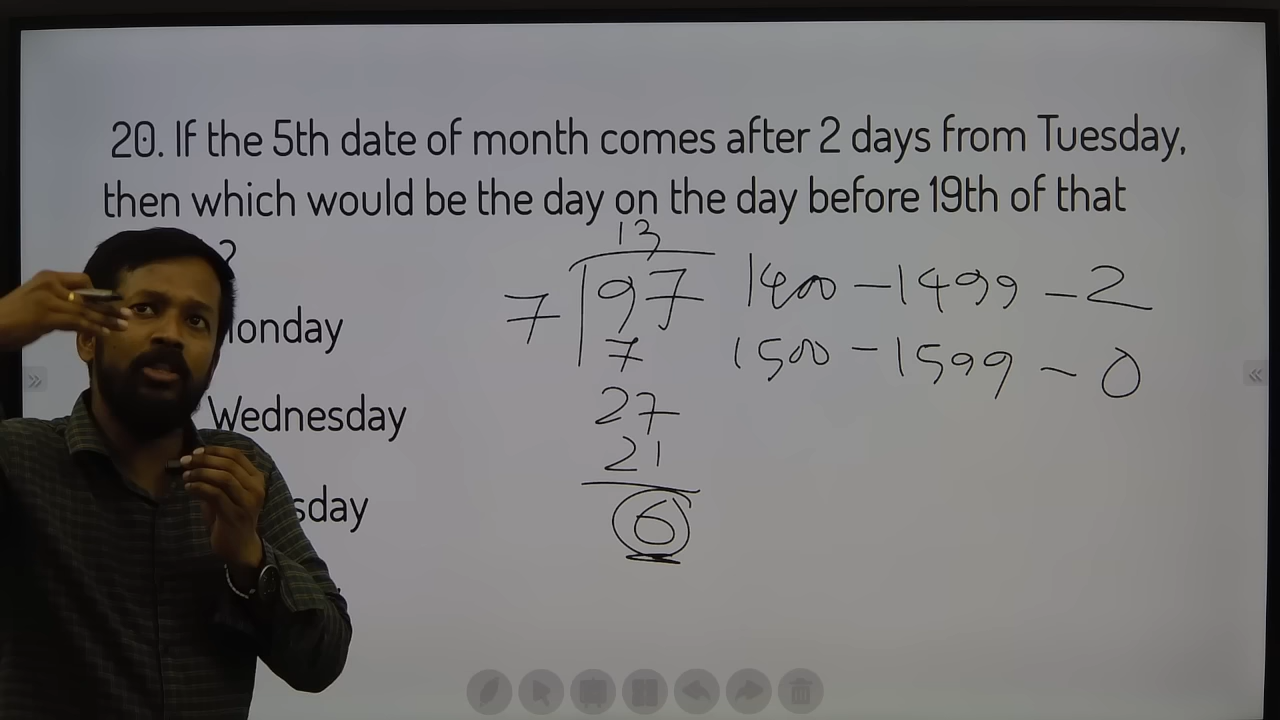 20. If the 5th date of month comes after 2 days from Tuesday,
then which would be the day on the day before 19th of that
?
13
7 97 1400 - 1499 - 2
7 1500 - 1599 - 0
onday
27
Wednesday
21
sday
6